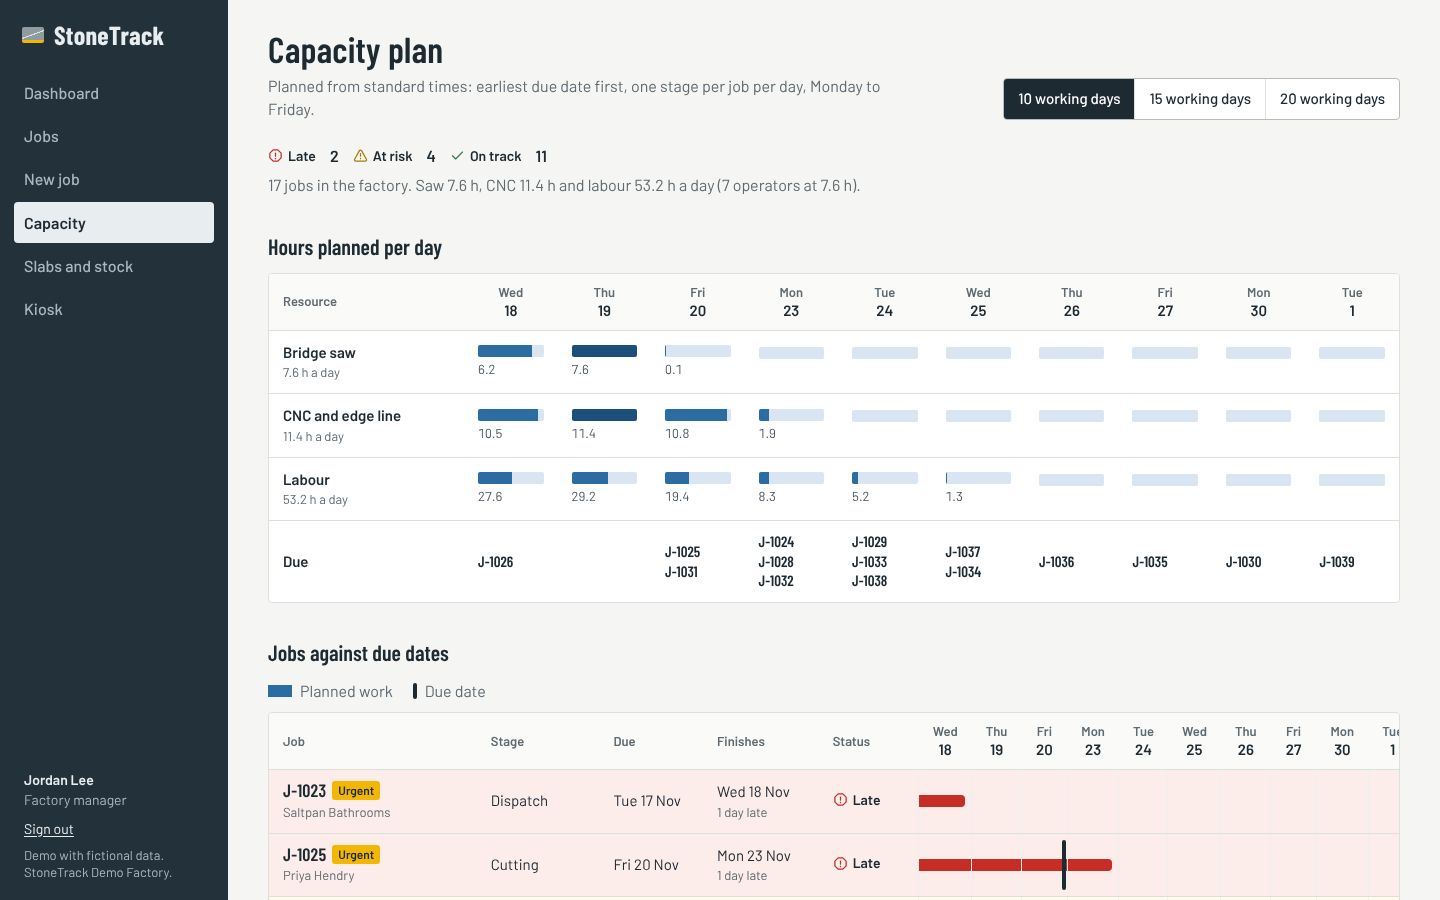 StoneTrack
Dashboard
Jobs
New job
Capacity
Slabs and stock
Kiosk
Jordan Lee
Factory manager
Sign out
Demo with fictional data.
StoneTrack Demo Factory.
Capacity plan
Planned from standard times: earliest due date first, one stage per job per day, Monday to
Friday.
10 working days 15 working days 20 working days
Late 2 At risk 4 On track 11
17 jobs in the factory. Saw 7.6 h, CNC 11.4 h and labour 53.2 h a day (7 operators at 7.6 h).
Hours planned per day
Resource Wed 18 Thu 19 Fri 20 Mon 23 Tue 24 Wed 25 Thu 26 Fri 27 Mon 30 Tue 1
Bridge saw
7.6 h a day
6.2 7.6 0.1
CNC and edge line
11.4 h a day
10.5 11.4 10.8 1.9
Labour
53.2 h a day
27.6 29.2 19.4 8.3 5.2 1.3
Due
J-1026
J-1025
J-1031
J-1024
J-1028
J-1032
J-1029
J-1033
J-1038
J-1037
J-1034
J-1036
J-1035
J-1030
J-1039
Jobs against due dates
Planned work Due date
Job Stage Due Finishes Status Wed 18 Thu 19 Fri 20 Mon 23 Tue 24 Wed 25 Thu 26 Fri 27 Mon 30 Tue 1
J-1023 Urgent
Saltpan Bathrooms
Dispatch
Tue 17 Nov
Wed 18 Nov
1 day late
Late
J-1025 Urgent
Priya Hendry
Cutting
Fri 20 Nov
Mon 23 Nov
1 day late
Late